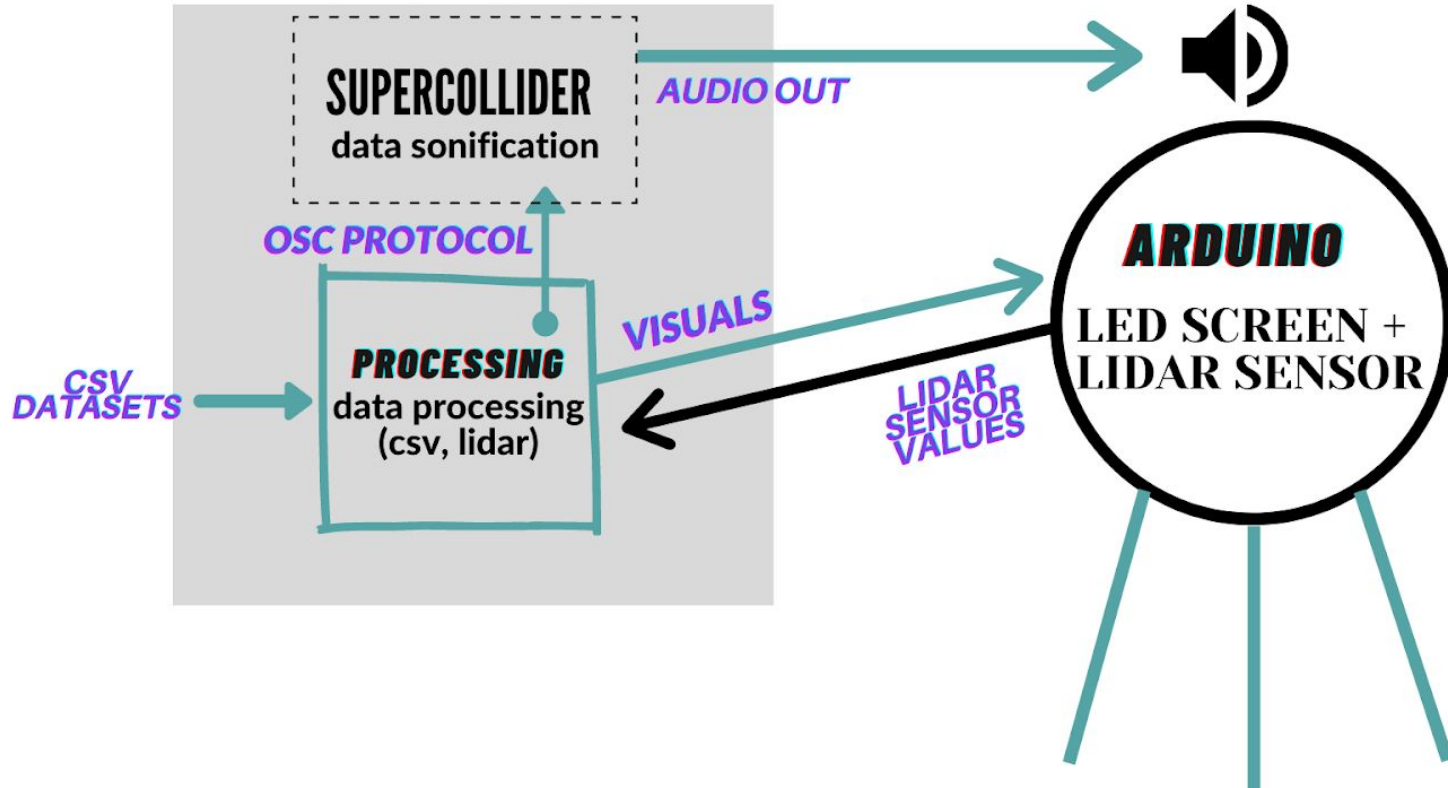 SUPERCOLLIDER
data sonification
AUDIO OUT
OSC PROTOCOL
ARDUINO
LED SCREEN +
LIDAR SENSOR
VISUALS
PROCESSING
data processing
(csv, lidar)
CSV
DATASETS
LIDAR
SENSOR
VALUES